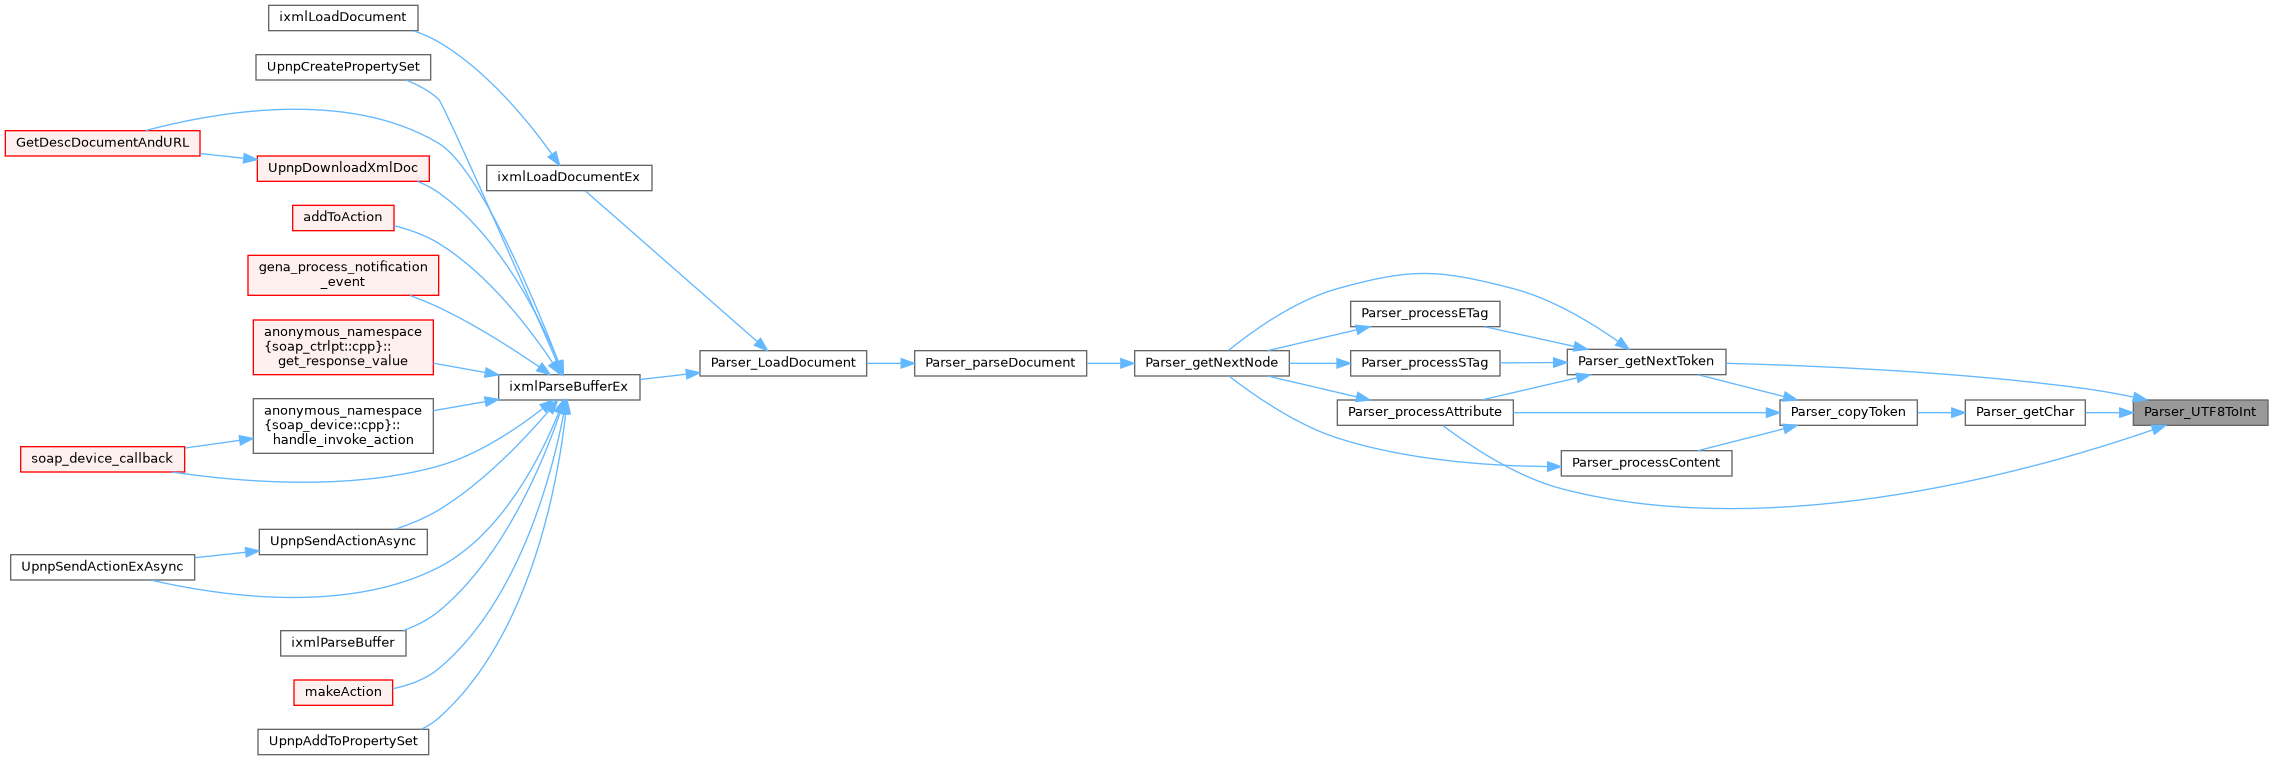 ixmlLoadDocument
UpnpCreatePropertySet
GetDescDocumentAndURL
UpnpDownloadXmlDoc
ixmlLoadDocumentEx
addToAction
gena_process_notification
_event
anonymous_namespace
{soap_ctrlpt::cpp}::
get_response_value
ixmlParseBufferEx
anonymous_namespace
{soap_device::cpp}::
handle_invoke_action
soap_device_callback
UpnpSendActionAsync
UpnpSendActionExAsync
ixmlParseBuffer
makeAction
UpnpAddToPropertySet
Parser_LoadDocument
Parser_parseDocument
Parser_getNextNode
Parser_processETag
Parser_processSTag
Parser_processAttribute
Parser_getNextToken
Parser_processContent
Parser_copyToken
Parser_getChar
Parser_UTF8ToInt